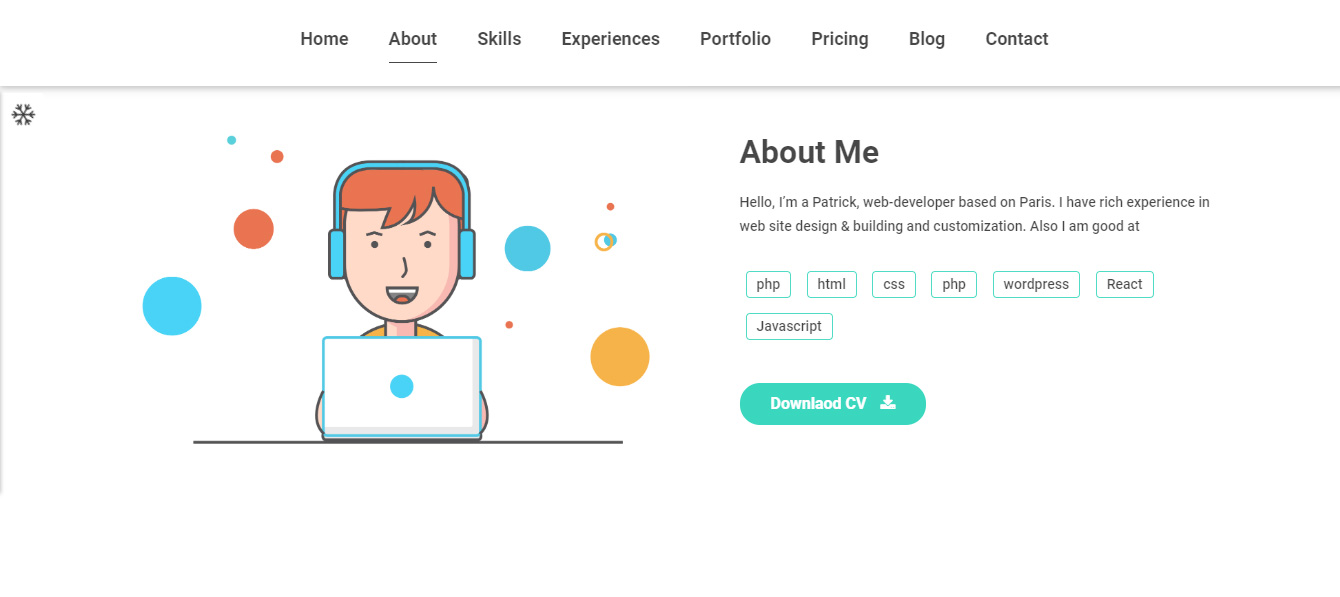 Home About Skills Experiences Portfolio Pricing Blog Contact
About Me
Hello, I'm a Patrick, web-developer based on Paris. I have rich experience in
web site design & building and customization. Also I am good at
php html css php wordpress React
Javascript
Downlaod CV